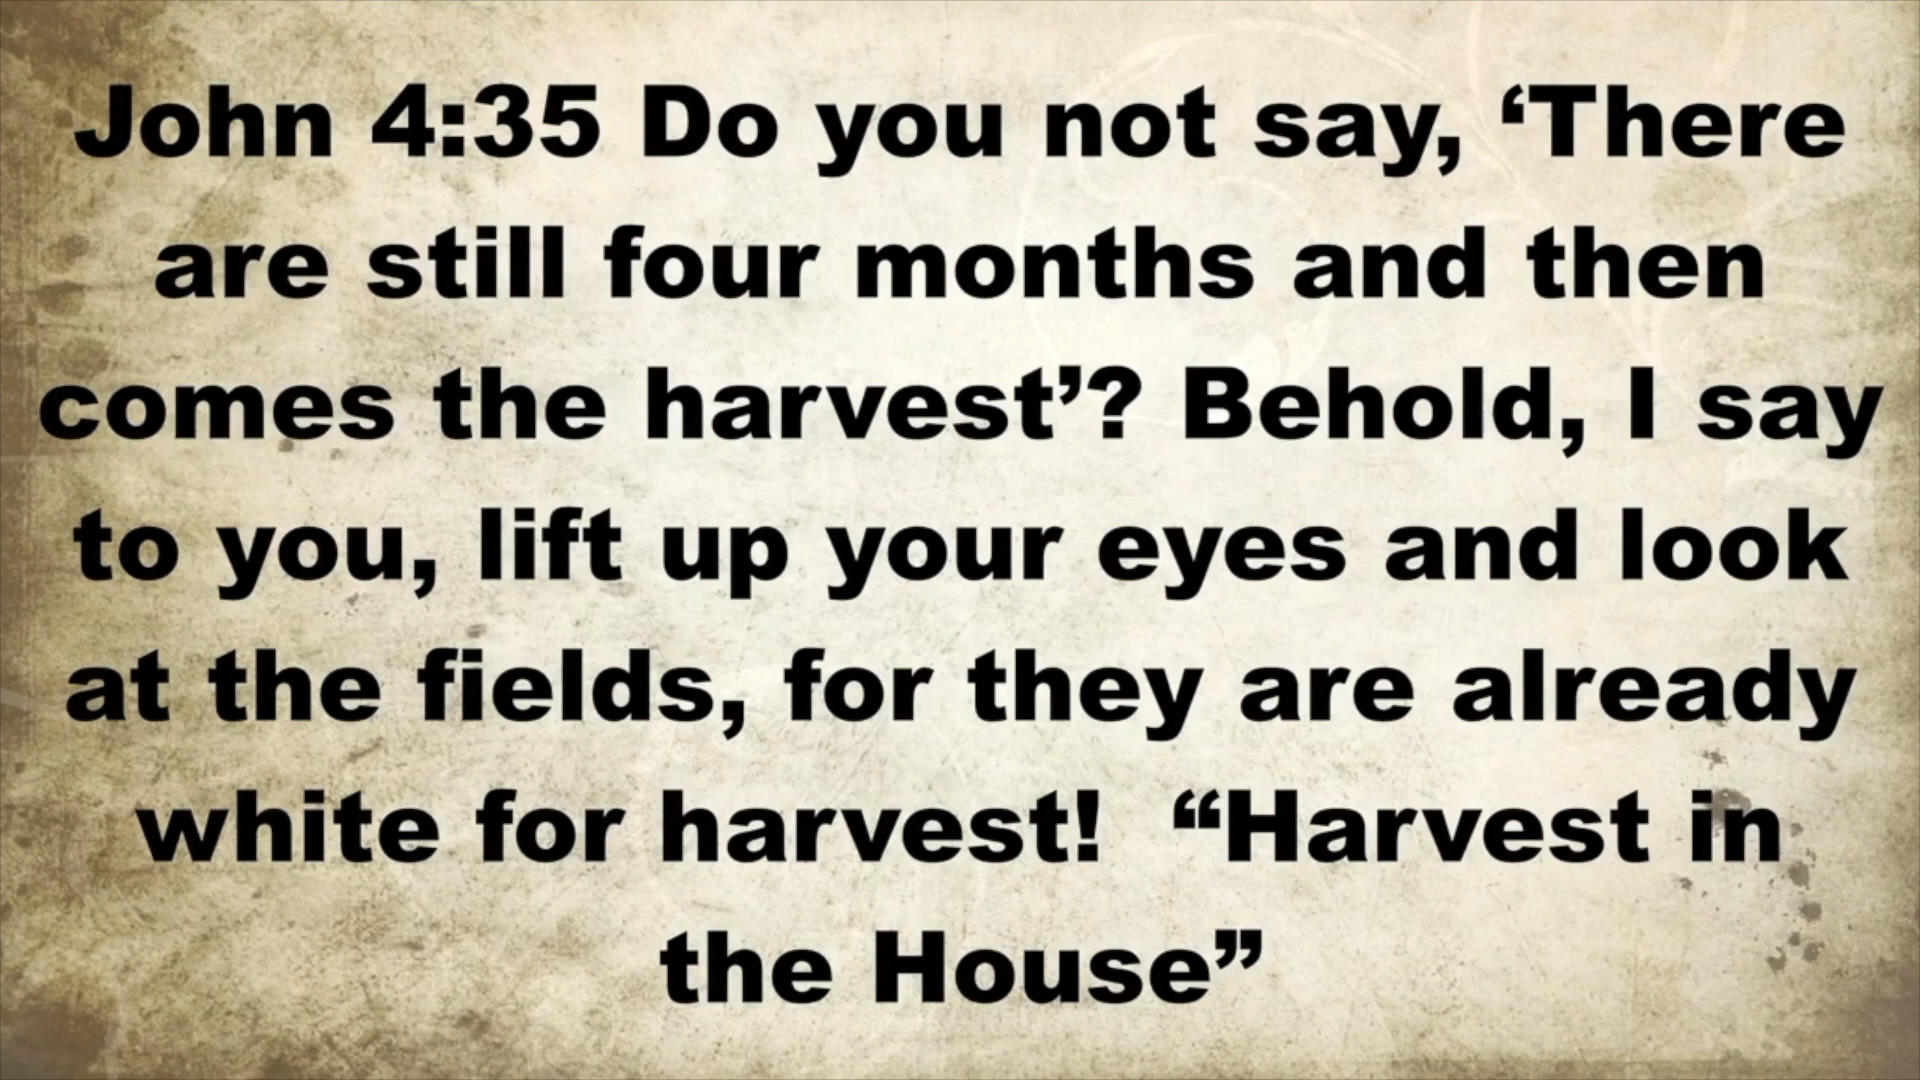 John 4:35 Do you not say, ‘There
are still four months and then
comes the harvest’? Behold, I say
to you, lift up your eyes and look
at the fields, for they are already
white for harvest!  “Harvest in
the House”